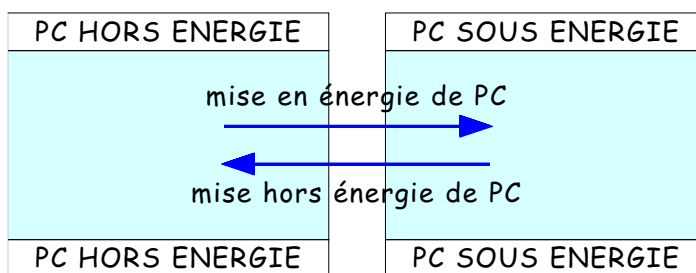 PC HORS ENERGIE
PC SOUS ENERGIE
mise en énergie de PC
mise hors énergie de PC
PC HORS ENERGIE
PC SOUS ENERGIE